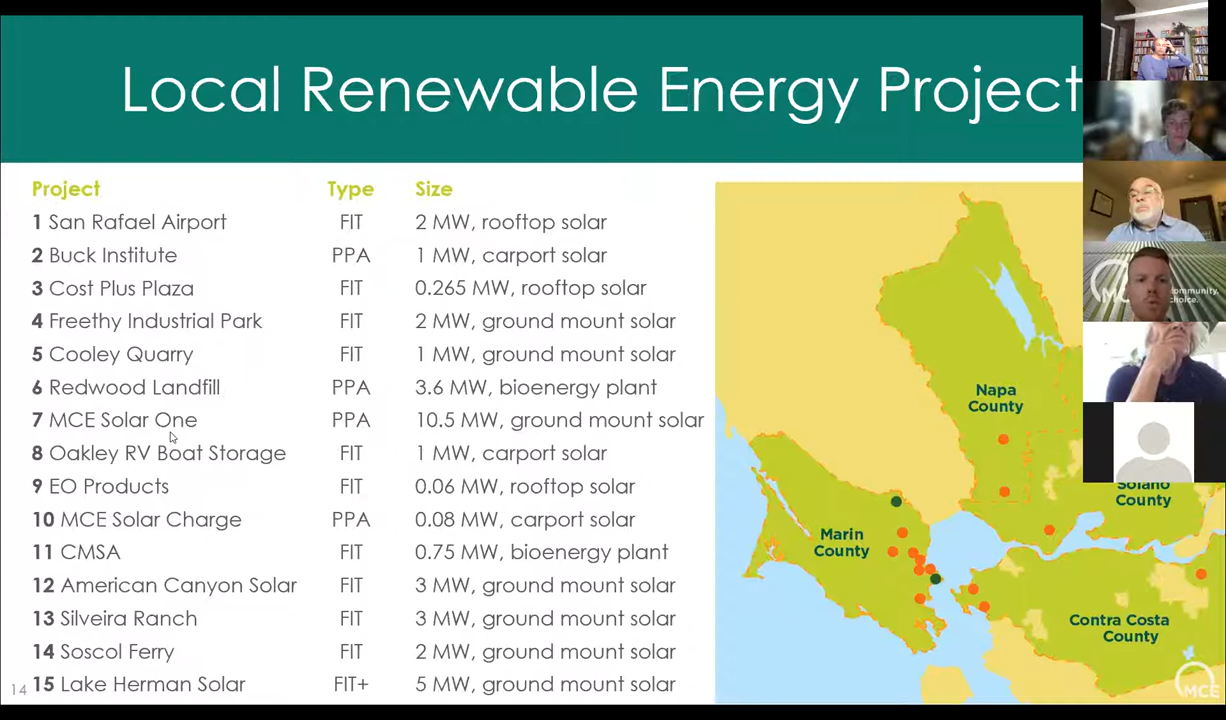 Local Renewable Energy Project
Project Type Size
1 San Rafael Airport FIT 2 MW, rooftop solar
2 Buck Institute PPA 1 MW, carport solar
3 Cost Plus Plaza FIT 0.265 MW, rooftop solar
4 Freethy Industrial Park FIT 2 MW, ground mount solar
5 Cooley Quarry FIT 1 MW, ground mount solar
6 Redwood Landfill PPA 3.6 MW, bioenergy plant
7 MCE Solar One PPA 10.5 MW, ground mount solar
8 Oakley RV Boat Storage FIT 1 MW, carport solar
9 EO Products FIT 0.06 MW, rooftop solar
10 MCE Solar Charge PPA 0.08 MW, carport solar
11 CMSA FIT 0.75 MW, bioenergy plant
12 American Canyon Solar FIT 3 MW, ground mount solar
13 Silveira Ranch FIT 3 MW, ground mount solar
14 Soscol Ferry FIT 2 MW, ground mount solar
15 Lake Herman Solar FIT+ 5 MW, ground mount solar
14
Napa
County
Solano
County
Marin
County
Contra Costa
County
MCE
community.
choice.